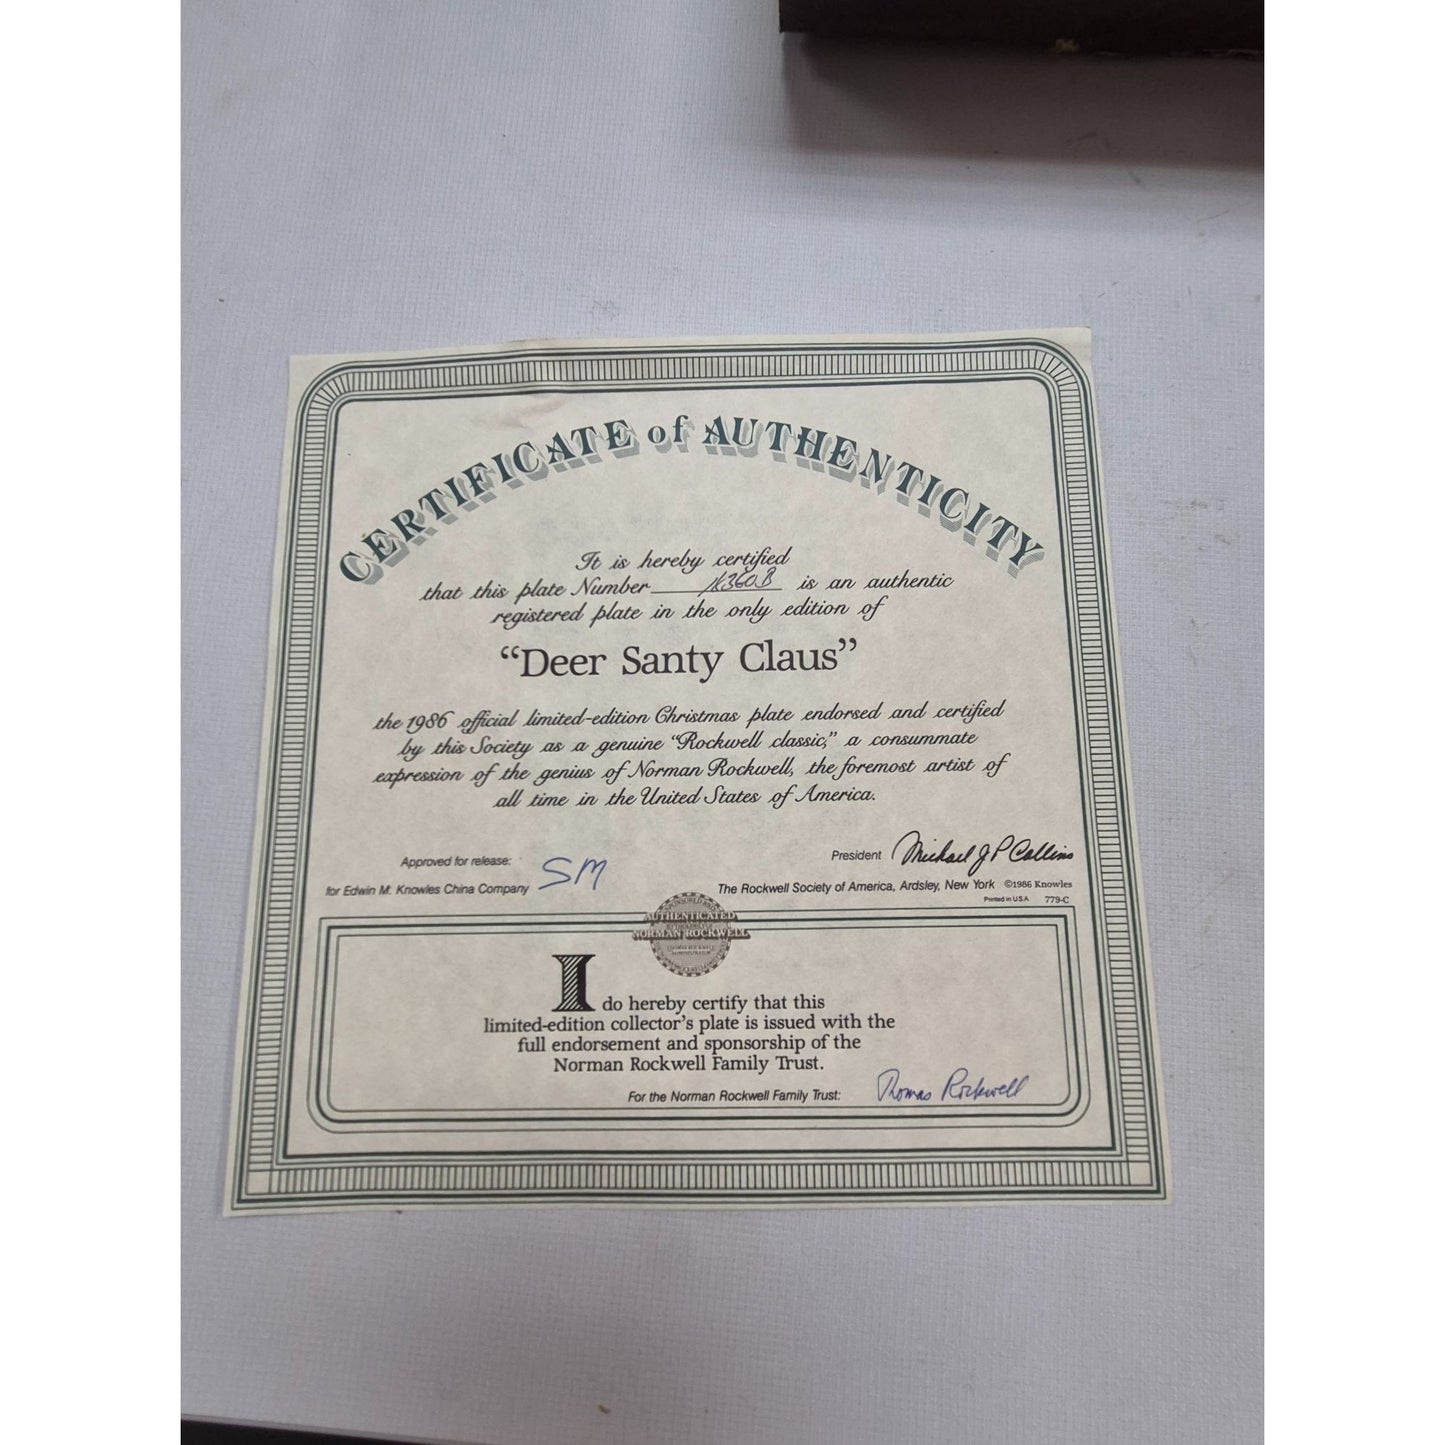 CERTIFICATE of AUTHENTICITY
It is hereby certified
that this plate Number is an authentic
registered plate in the only edition of
“Deer Santy Claus”
the 1986 official limited-edition Christmas plate endorsed and certified
by this Society as a genuine “Rockwell classic,” a consummate
expression of the genius of Norman Rockwell, the foremost artist of
all time in the United States of America.
Approved for release:
for Edwin M. Knowles China Company SM
President Michael J P Collins
The Rockwell Society of America, Ardsley, New York ©1986 Knowles
Printed in U.S.A. 779-C
AUTHENTICATED
NORMAN ROCKWELL
I do hereby certify that this
limited-edition collector's plate is issued with the
full endorsement and sponsorship of the
Norman Rockwell Family Trust.
For the Norman Rockwell Family Trust: Thomas Rockwell